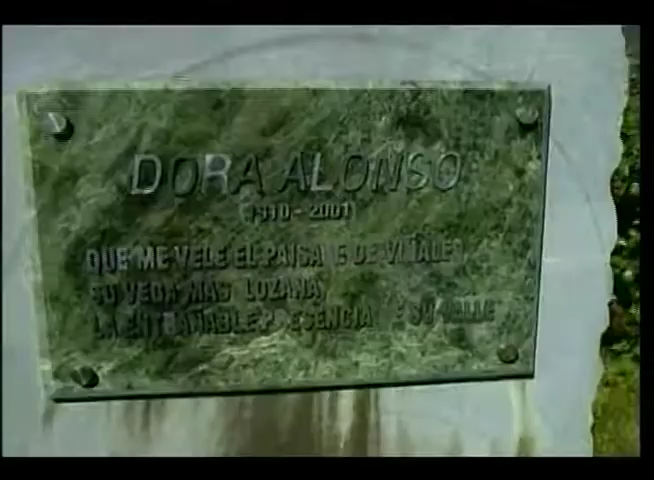 DORA ALONSO
1910-2001
QUE ME VELE EL PAISAJE DE VIÑALES
SU VEGA MAS LOZANA
LA ENTRAÑABLE PRESENCIA DE SU VALLE